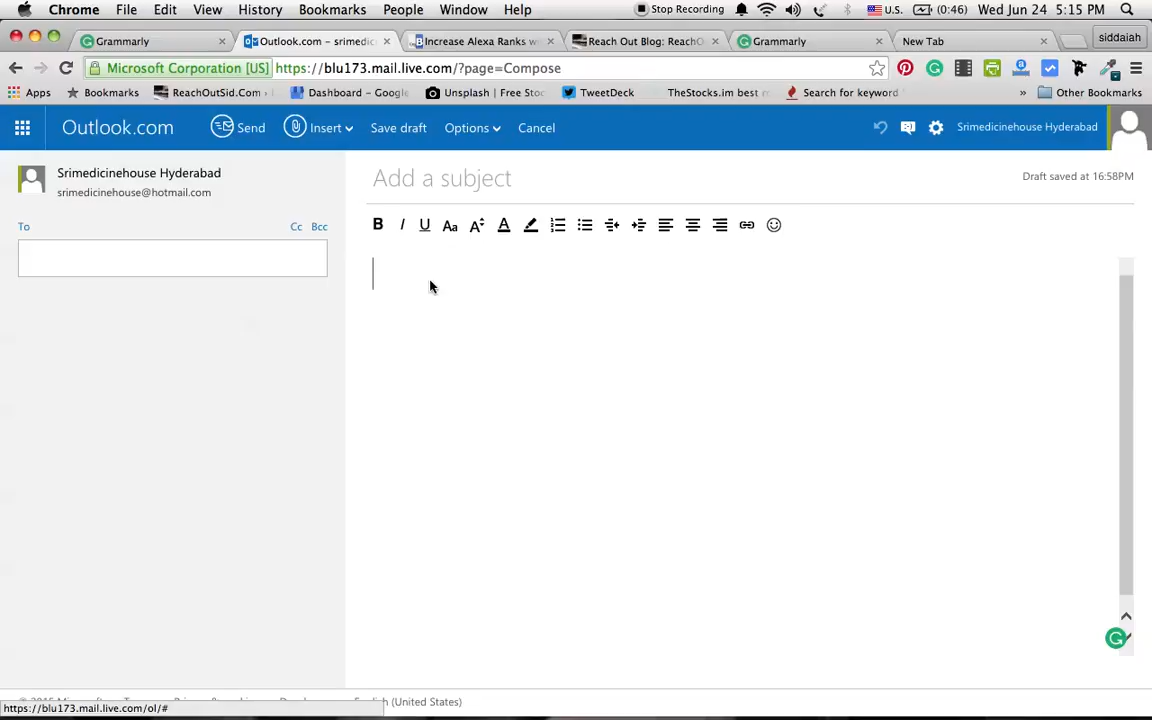 Chrome File Edit View History Bookmarks People Window Help Stop Recording U.S. (0:46) Wed Jun 24 5:15 PM
Grammarly Outlook.com – srimedic Increase Alexa Ranks w Reach Out Blog: ReachO Grammarly New Tab siddaiah
Microsoft Corporation [US] https://blu173.mail.live.com/?page=Compose
Apps Bookmarks ReachOutSid.Com Dashboard – Google Unsplash | Free Stoc TweetDeck TheStocks.im best m Search for keyword » Other Bookmarks
Outlook.com Send Insert Save draft Options Cancel Srimedicinehouse Hyderabad
Srimedicinehouse Hyderabad
srimedicinehouse@hotmail.com
Add a subject
Draft saved at 16:58PM
To Cc Bcc
B I U Aa A A
English (United States)
https://blu173.mail.live.com/ol/#